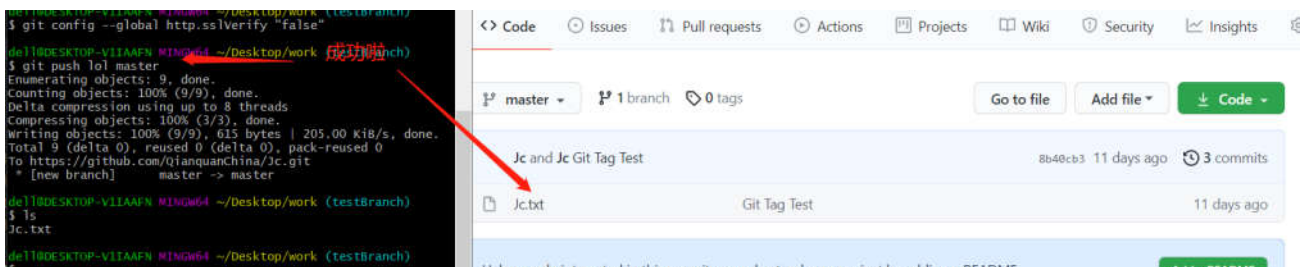 dell@DESKTOP-V1IAAFN MINGW64 ~/Desktop/work (testBranch)
$ git config --global http.sslVerify "false"
dell@DESKTOP-V1IAAFN MINGW64 ~/Desktop/work (testBranch)
成功啦
$ git push lol master
Enumerating objects: 9, done.
Counting objects: 100% (9/9), done.
Delta compression using up to 8 threads
Compressing objects: 100% (3/3), done.
Writing objects: 100% (9/9), 615 bytes | 205.00 KiB/s, done.
Total 9 (delta 0), reused 0 (delta 0), pack-reused 0
To https://github.com/QianquanChina/Jc.git
* [new branch] master -> master
dell@DESKTOP-V1IAAFN MINGW64 ~/Desktop/work (testBranch)
$ ls
Jc.txt
dell@DESKTOP-V1IAAFN MINGW64 ~/Desktop/work (testBranch)
Code Issues Pull requests Actions Projects Wiki Security Insights
master 1 branch 0 tags Go to file Add file Code
Jc and Jc Git Tag Test 8b40cb3 11 days ago 3 commits
Jc.txt Git Tag Test 11 days ago